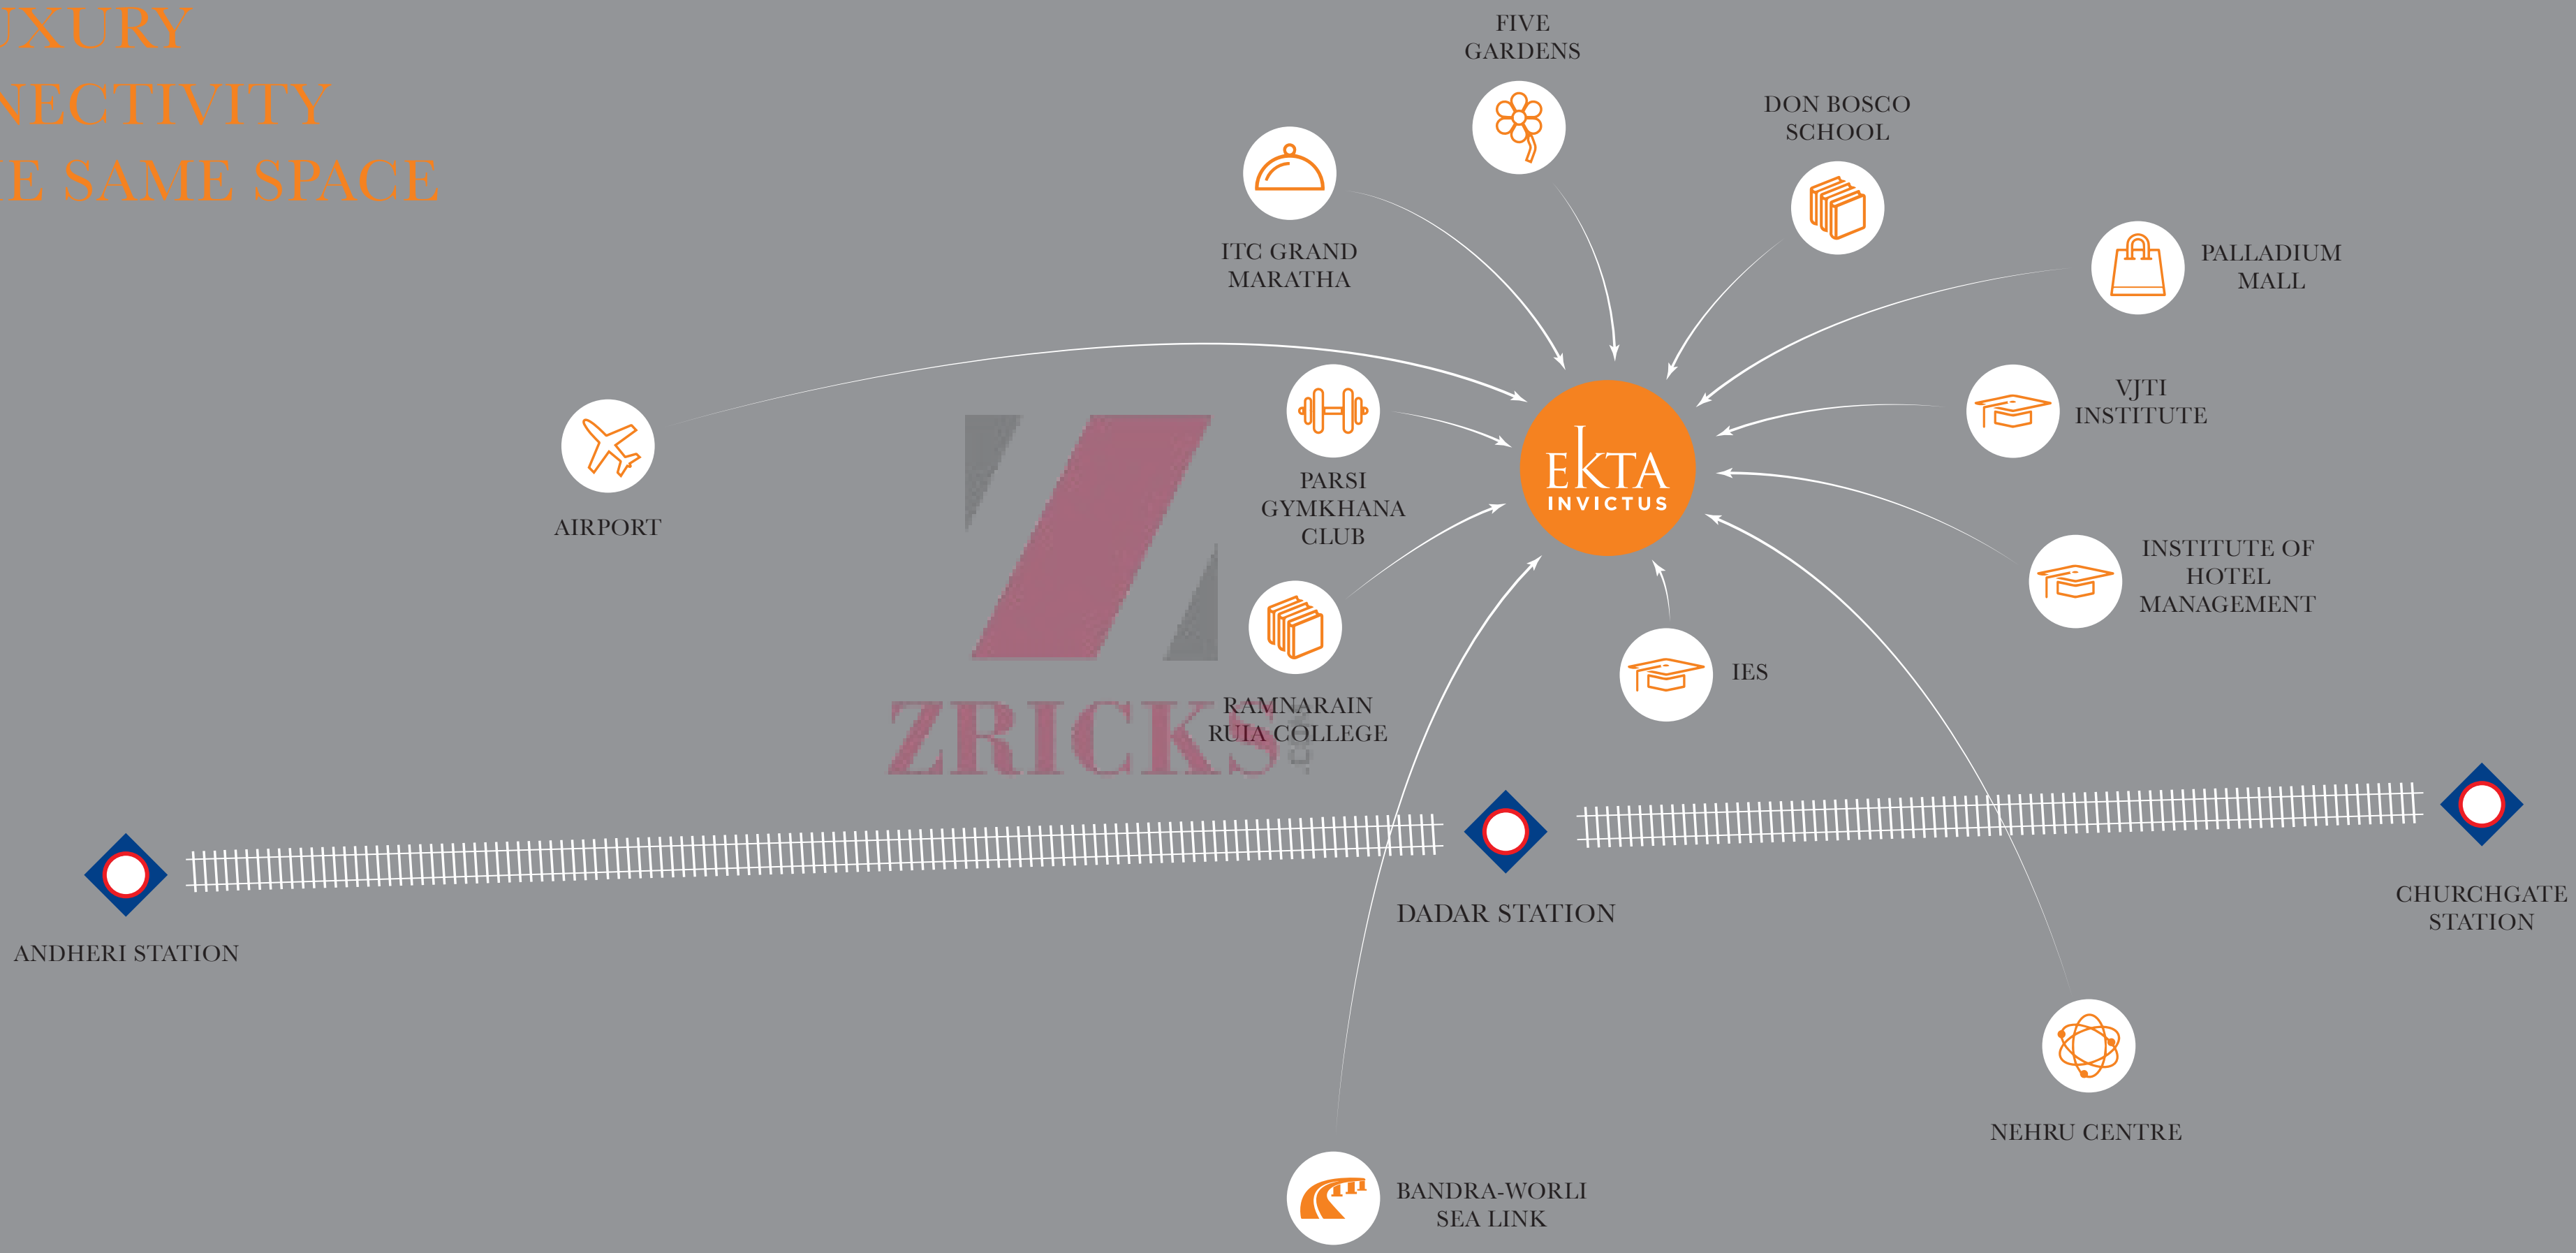 UXURY
NECTIVITY
HE SAME SPACE
FIVE
GARDENS
DON BOSCO
SCHOOL
ITC GRAND
MARATHA
PALLADIUM
MALL
VJTI
INSTITUTE
AIRPORT
PARSI
GYMKHANA
CLUB
EKTA
INVICTUS
INSTITUTE OF
HOTEL
MANAGEMENT
IES
RAMNARAIN
RUIA COLLEGE
ZRICKS
.com
ANDHERI STATION
DADAR STATION
CHURCHGATE
STATION
NEHRU CENTRE
BANDRA-WORLI
SEA LINK